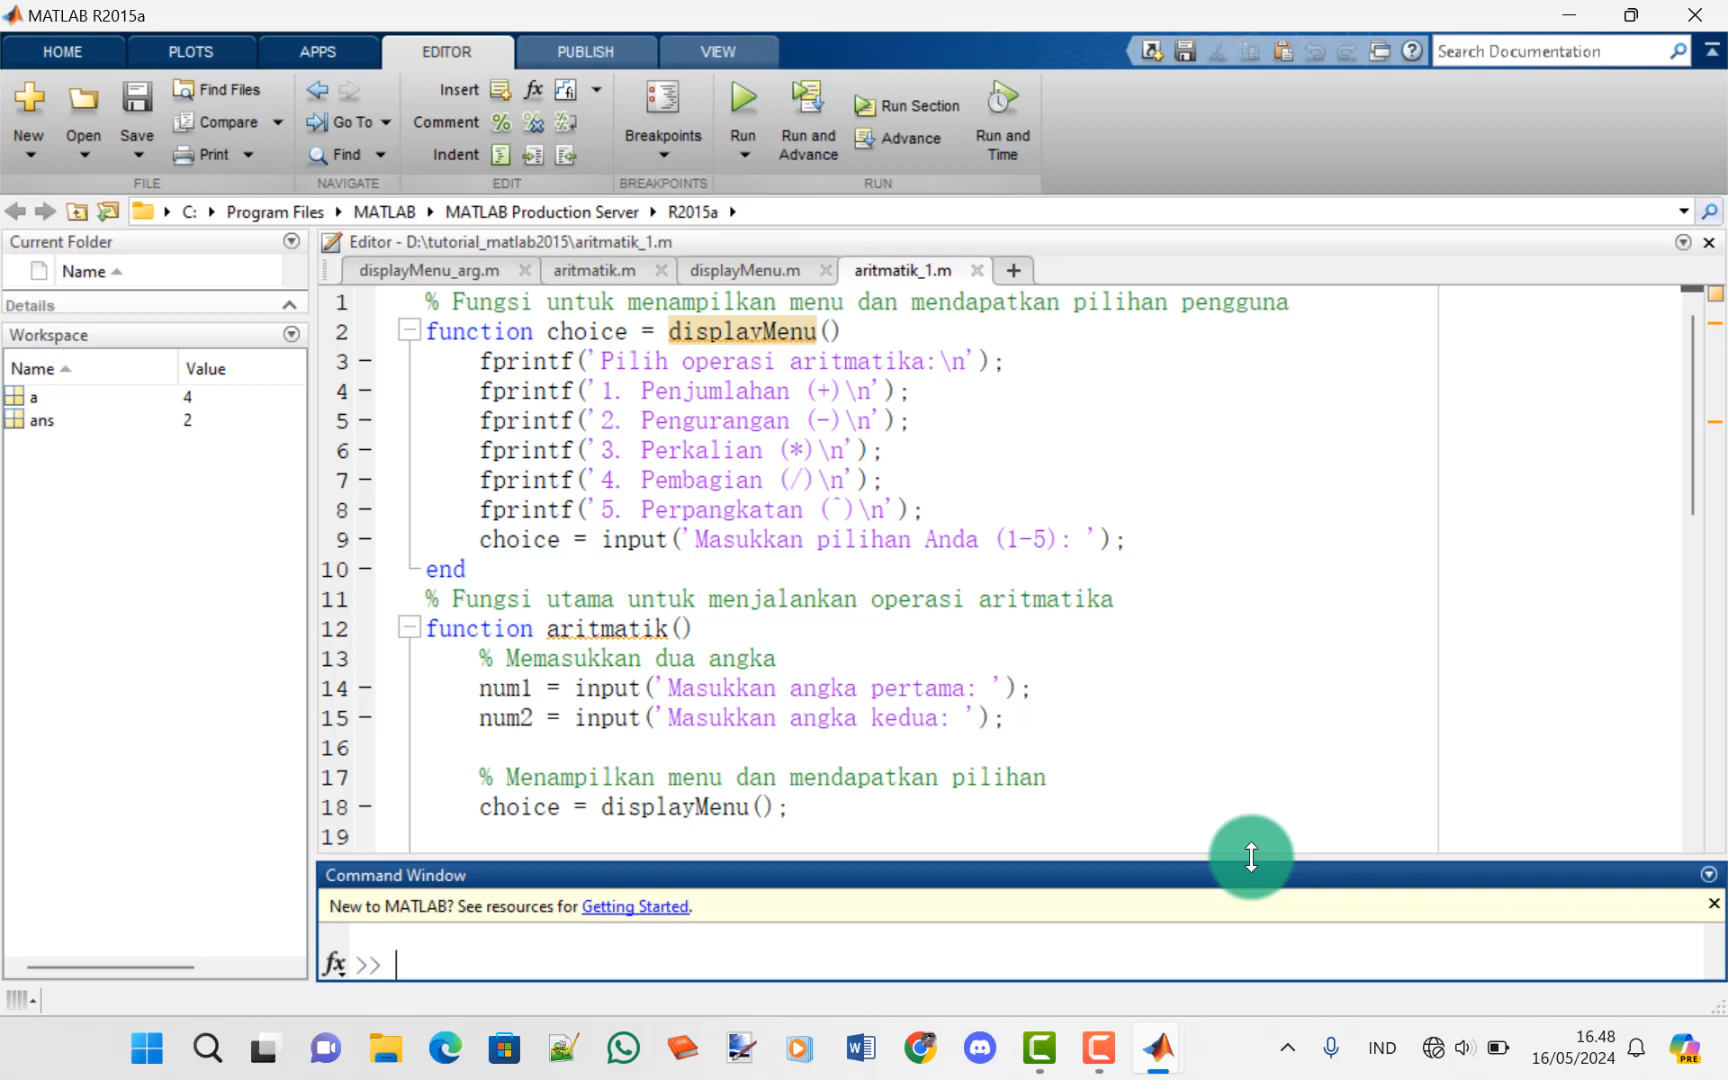 MATLAB R2015a
HOME PLOTS APPS EDITOR PUBLISH VIEW
Search Documentation
New Open Save
Find Files
Compare
Print
Go To
Find
Insert
Comment
Indent
Breakpoints
Run
Run and Advance
Run Section
Advance
Run and Time
FILE NAVIGATE EDIT BREAKPOINTS RUN
C: Program Files MATLAB MATLAB Production Server R2015a
Current Folder
Name
Details
Workspace
Name Value
a 4
ans 2
Editor - D:\tutorial_matlab2015\aritmatik_1.m
displayMenu_arg.m aritmatik.m displayMenu.m aritmatik_1.m
1 % Fungsi untuk menampilkan menu dan mendapatkan pilihan pengguna
2 function choice = displayMenu()
3 fprintf('Pilih operasi aritmatika:\n');
4 fprintf('1. Penjumlahan (+)\n');
5 fprintf('2. Pengurangan (-)\n');
6 fprintf('3. Perkalian (*)\n');
7 fprintf('4. Pembagian (/)\n');
8 fprintf('5. Perpangkatan (^)\n');
9 choice = input('Masukkan pilihan Anda (1-5): ');
10 end
11 % Fungsi utama untuk menjalankan operasi aritmatika
12 function aritmatik()
13 % Memasukkan dua angka
14 num1 = input('Masukkan angka pertama: ');
15 num2 = input('Masukkan angka kedua: ');
16
17 % Menampilkan menu dan mendapatkan pilihan
18 choice = displayMenu();
19
Command Window
New to MATLAB? See resources for Getting Started.
fx >>
IND
16.48
16/05/2024
PRE